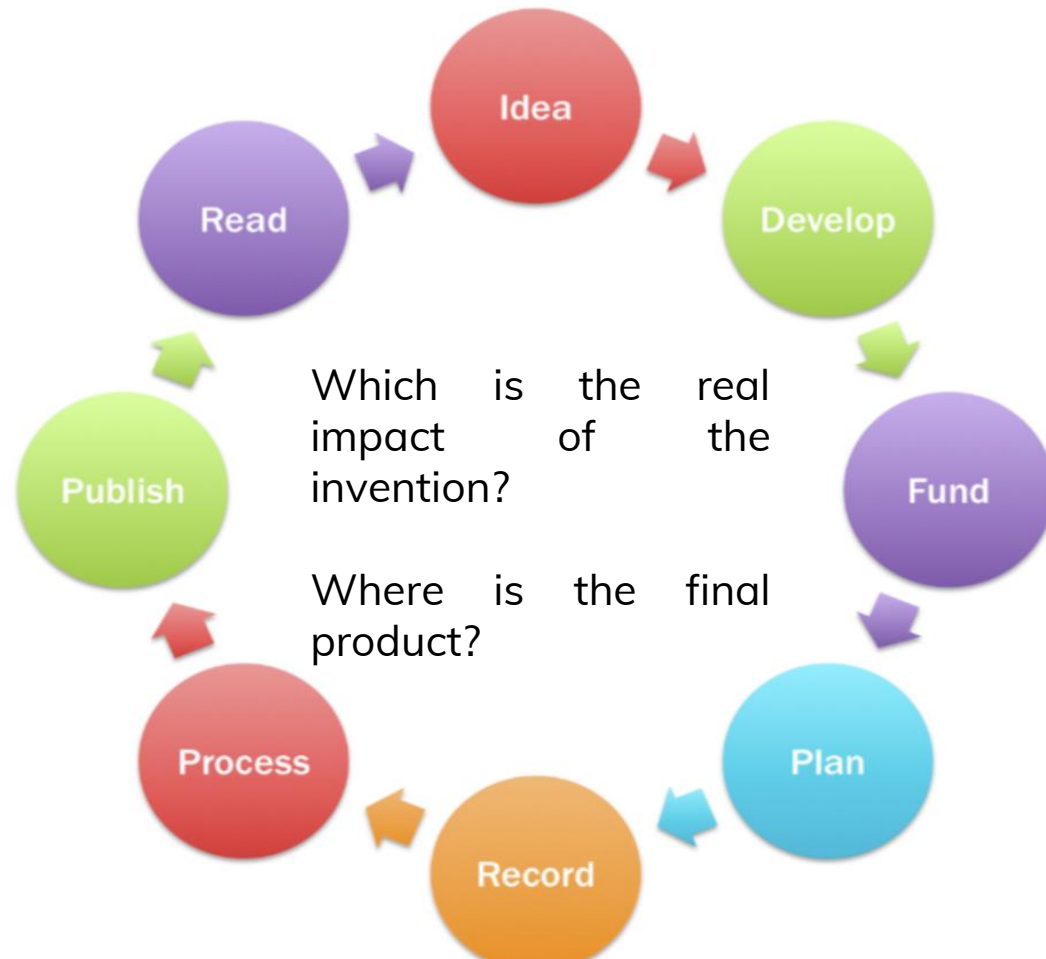 Idea
Develop
Fund
Plan
Record
Process
Publish
Read
Which is the real
impact of the
invention?
Where is the final
product?